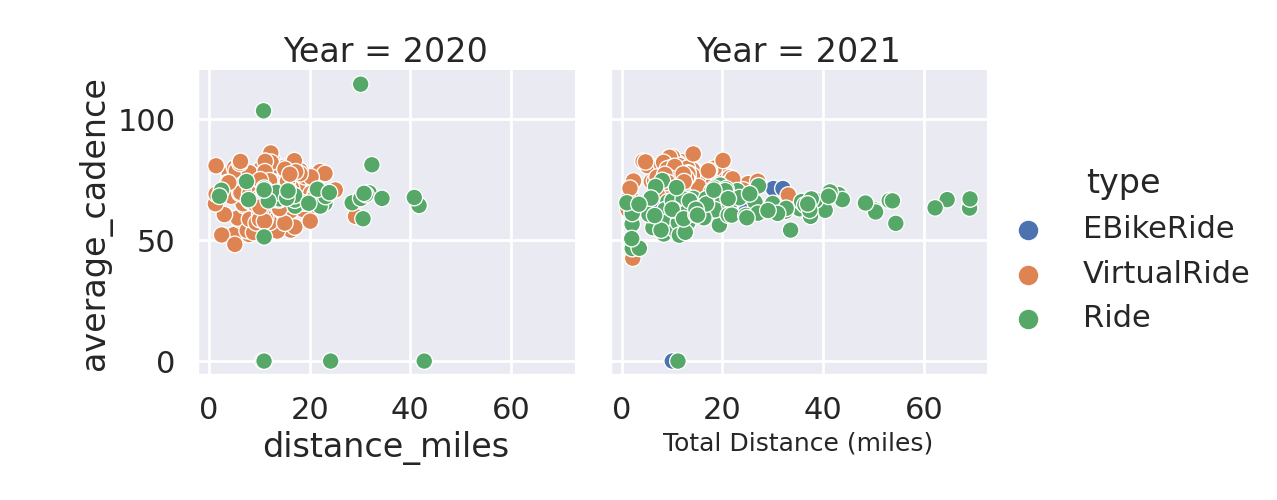 Year = 2020
Year = 2021
average_cadence
100
50
0
0 20 40 60
0 20 40 60
distance_miles
Total Distance (miles)
type
EBikeRide
VirtualRide
Ride